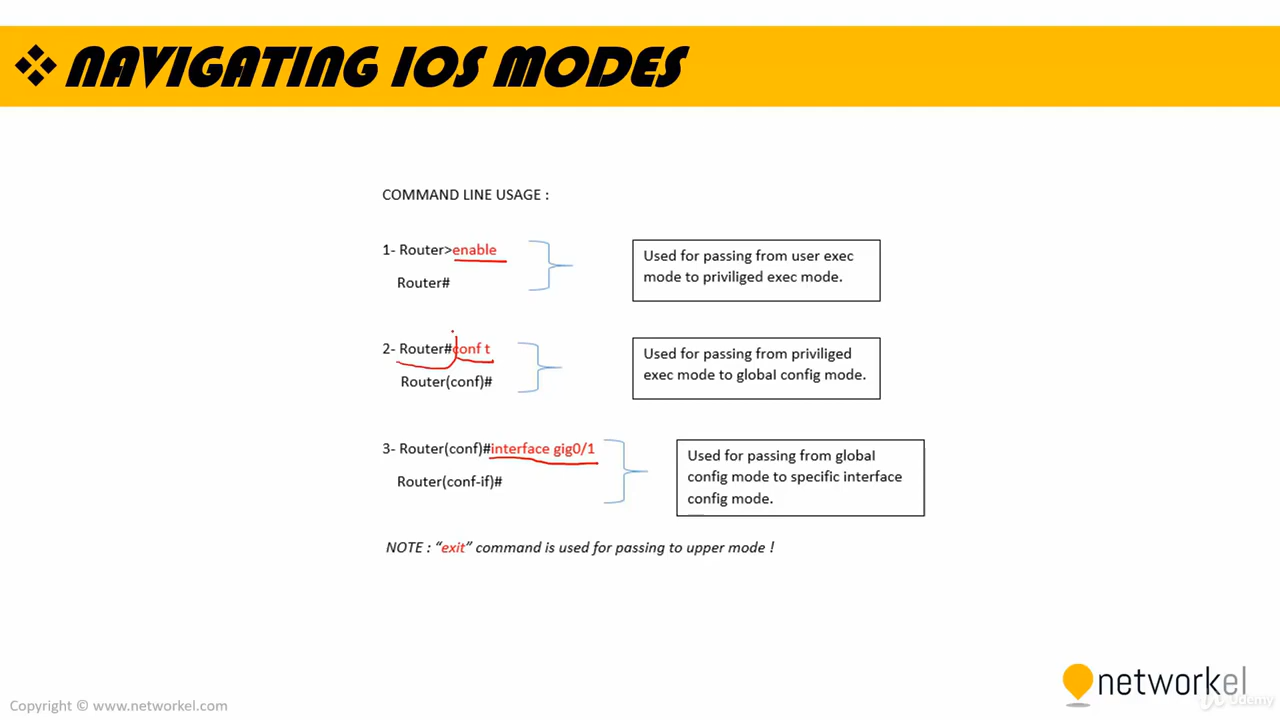 ❖ NAVIGATING IOS MODES
COMMAND LINE USAGE :
1- Router>enable
Router#
Used for passing from user exec
mode to priviliged exec mode.
2- Router#conf t
Router(conf)#
Used for passing from priviliged
exec mode to global config mode.
3- Router(conf)#interface gig0/1
Router(conf-if)#
Used for passing from global
config mode to specific interface
config mode.
NOTE : “exit” command is used for passing to upper mode !
networkel
Udemy
Copyright © www.networkel.com